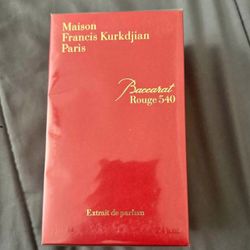 Maison
Francis Kurkdjian
Paris
Baccarat
Rouge 540
Extrait de parfum